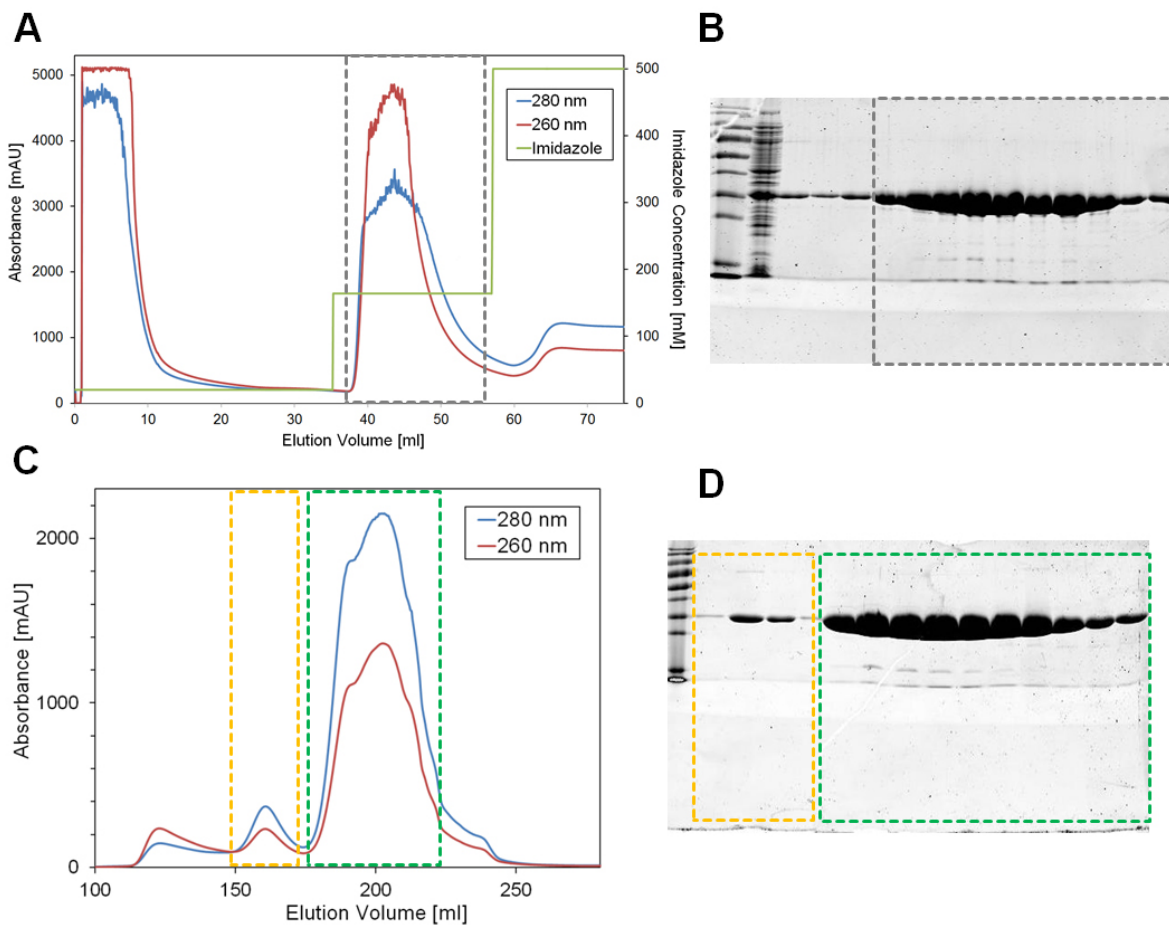 A
B
5000
4000
3000
2000
1000
0
Absorbance [mAU]
280 nm
260 nm
Imidazole
500
400
300
200
100
0
Imidazole Concentration [mM]
0 10 20 30 40 50 60 70
Elution Volume [ml]
C
D
2000
1000
0
Absorbance [mAU]
280 nm
260 nm
100 150 200 250
Elution Volume [ml]